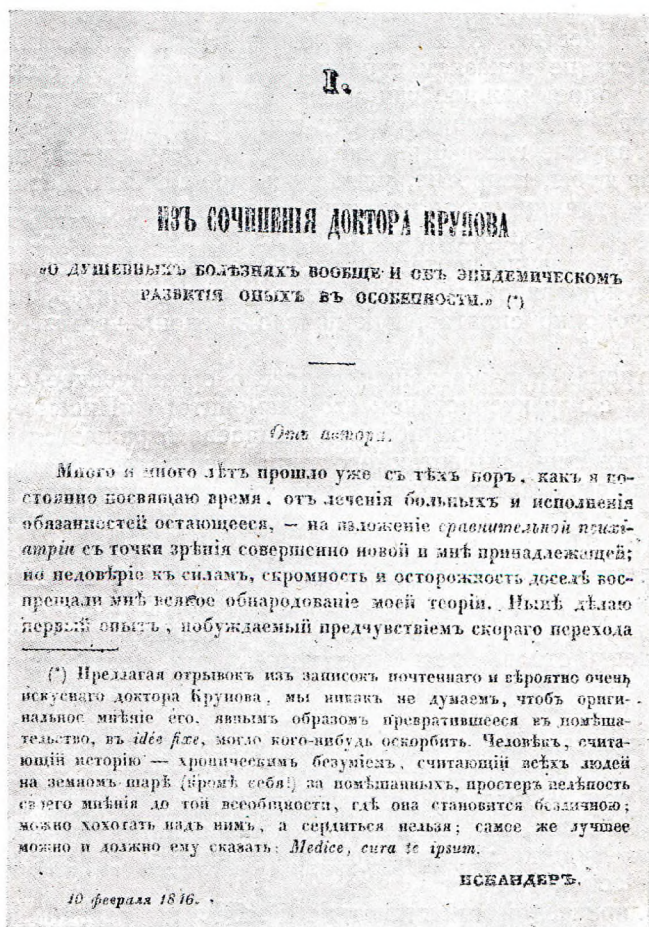 I.
ИЗЪ СОЧИНЕНІЯ ДОКТОРА КРУПОВА
«О ДУШЕВНЫХЪ БОЛѢЗНЯХЪ ВООБЩЕ И ОБЪ ЭПИДЕМИЧЕСКОМЪ
РАЗВИТІЯ ОНЫХЪ ВЪ ОСОБЕННОСТИ.» (*)
Отъ автора.
Много и много лѣтъ прошло уже съ тѣхъ поръ, какъ я по-
стоянно посвящаю время, отъ леченія больныхъ и исполненія
обязанностей остающееся, — на изложеніе сравнительной психі-
атріи съ точки зрѣнія совершенно новой и мнѣ принадлежащей;
но недовѣріе къ силамъ, скромность и осторожность доселѣ вос-
прещали мнѣ всякое обнародованіе моей теоріи. Нынѣ дѣлаю
первый опытъ, побуждаемый предчувствіемъ скораго перехода
(*) Предлагая отрывокъ изъ записокъ почтеннаго и вѣроятно очень
искуснаго доктора Крупова, мы никакъ не думаемъ, чтобъ ориги-
нальное мнѣніе его, явнымъ образомъ превратившееся въ помѣша-
тельство, въ idée fixe, могло кого-нибудь оскорбить. Человѣкъ, счита-
ющій исторію — хроническимъ безуміемъ, считающій всѣхъ людей
на земномъ шарѣ (кромѣ себя!) за помѣшанныхъ, простеръ нелѣпость
своего мнѣнія до той всеобщности, гдѣ она становится безличною;
можно хохотать надъ нимъ, а сердиться нельзя; самое же лучшее
можно и должно ему сказать: Medice, cura te ipsum.
ИСКАНДЕРЪ.
10 февраля 1846.